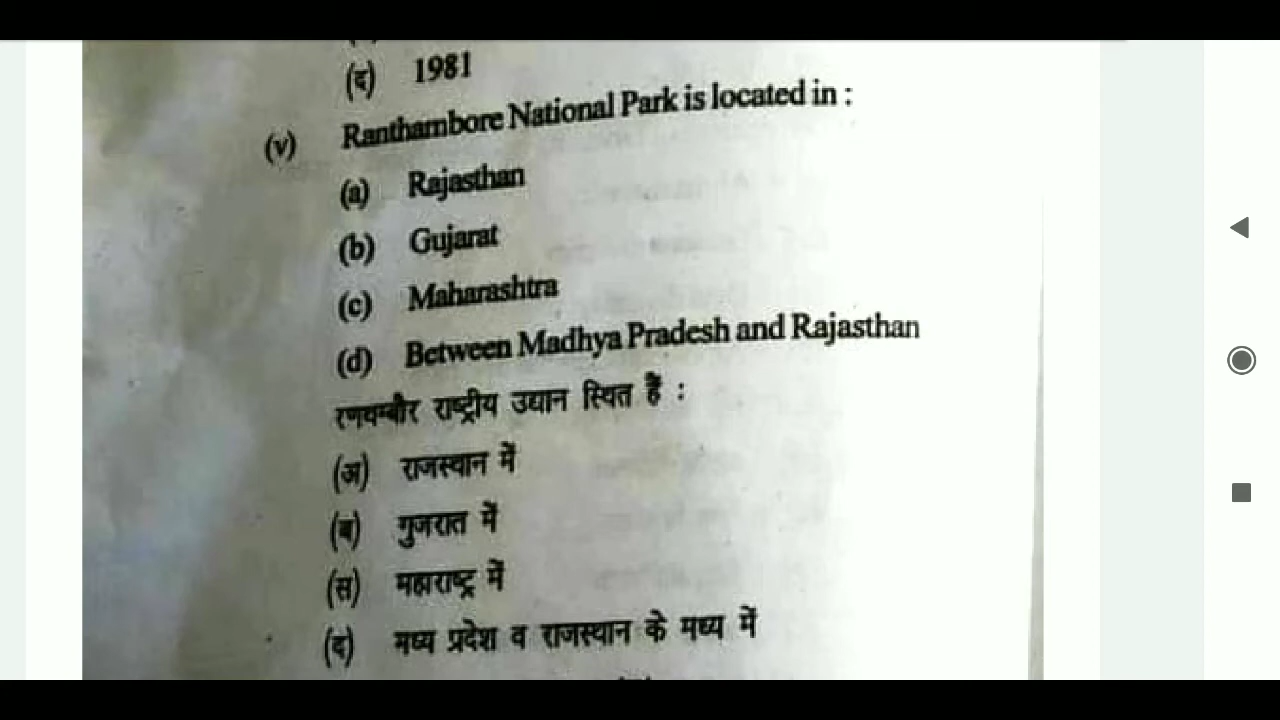 (द) 1981
(v) Ranthambore National Park is located in :
(a) Rajasthan
(b) Gujarat
(c) Maharashtra
(d) Between Madhya Pradesh and Rajasthan
रणथम्बौर राष्ट्रीय उद्यान स्थित हैं :
(अ) राजस्थान में
(ब) गुजरात में
(स) महाराष्ट्र में
(द) मध्य प्रदेश व राजस्थान के मध्य में